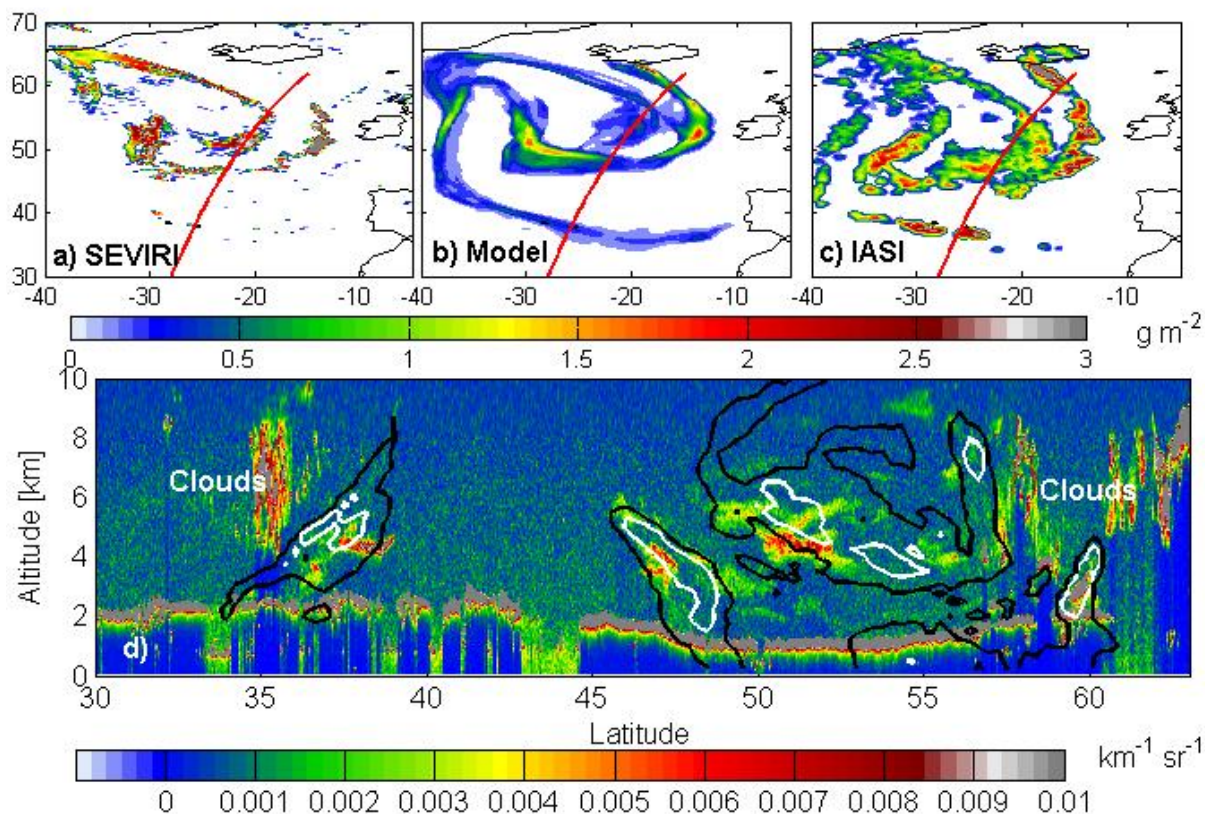 70
60
50
40
30
a) SEVIRI
b) Model
c) IASI
-40 -30 -20 -10 -40 -30 -20 -10 -40 -30 -20 -10
0 0.5 1 1.5 2 2.5 3 g m-2
10
8
6
4
2
0
Altitude [km]
Clouds
Clouds
d)
30 35 40 45 50 55 60
Latitude
km-1 sr-1
0 0.001 0.002 0.003 0.004 0.005 0.006 0.007 0.008 0.009 0.01